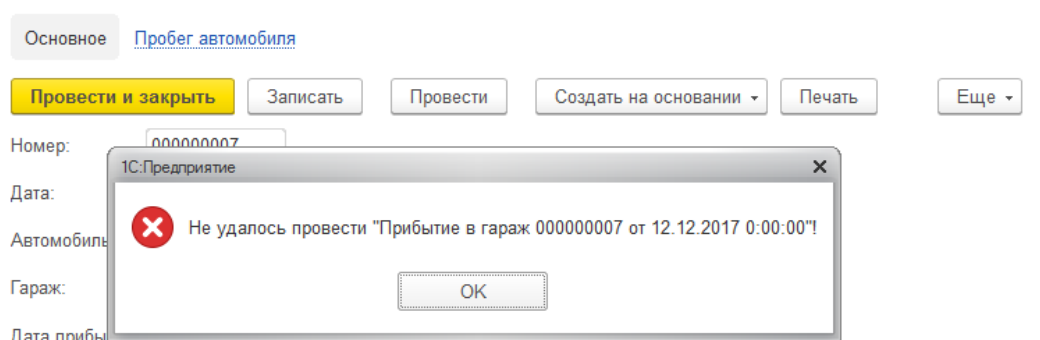 Основное Пробег автомобиля
Провести и закрыть Записать Провести Создать на основании Печать Еще
Номер: 000000007
1С:Предприятие
Дата:
Не удалось провести "Прибытие в гараж 000000007 от 12.12.2017 0:00:00"!
Автомобиль
Гараж:
OK
Дата прибы